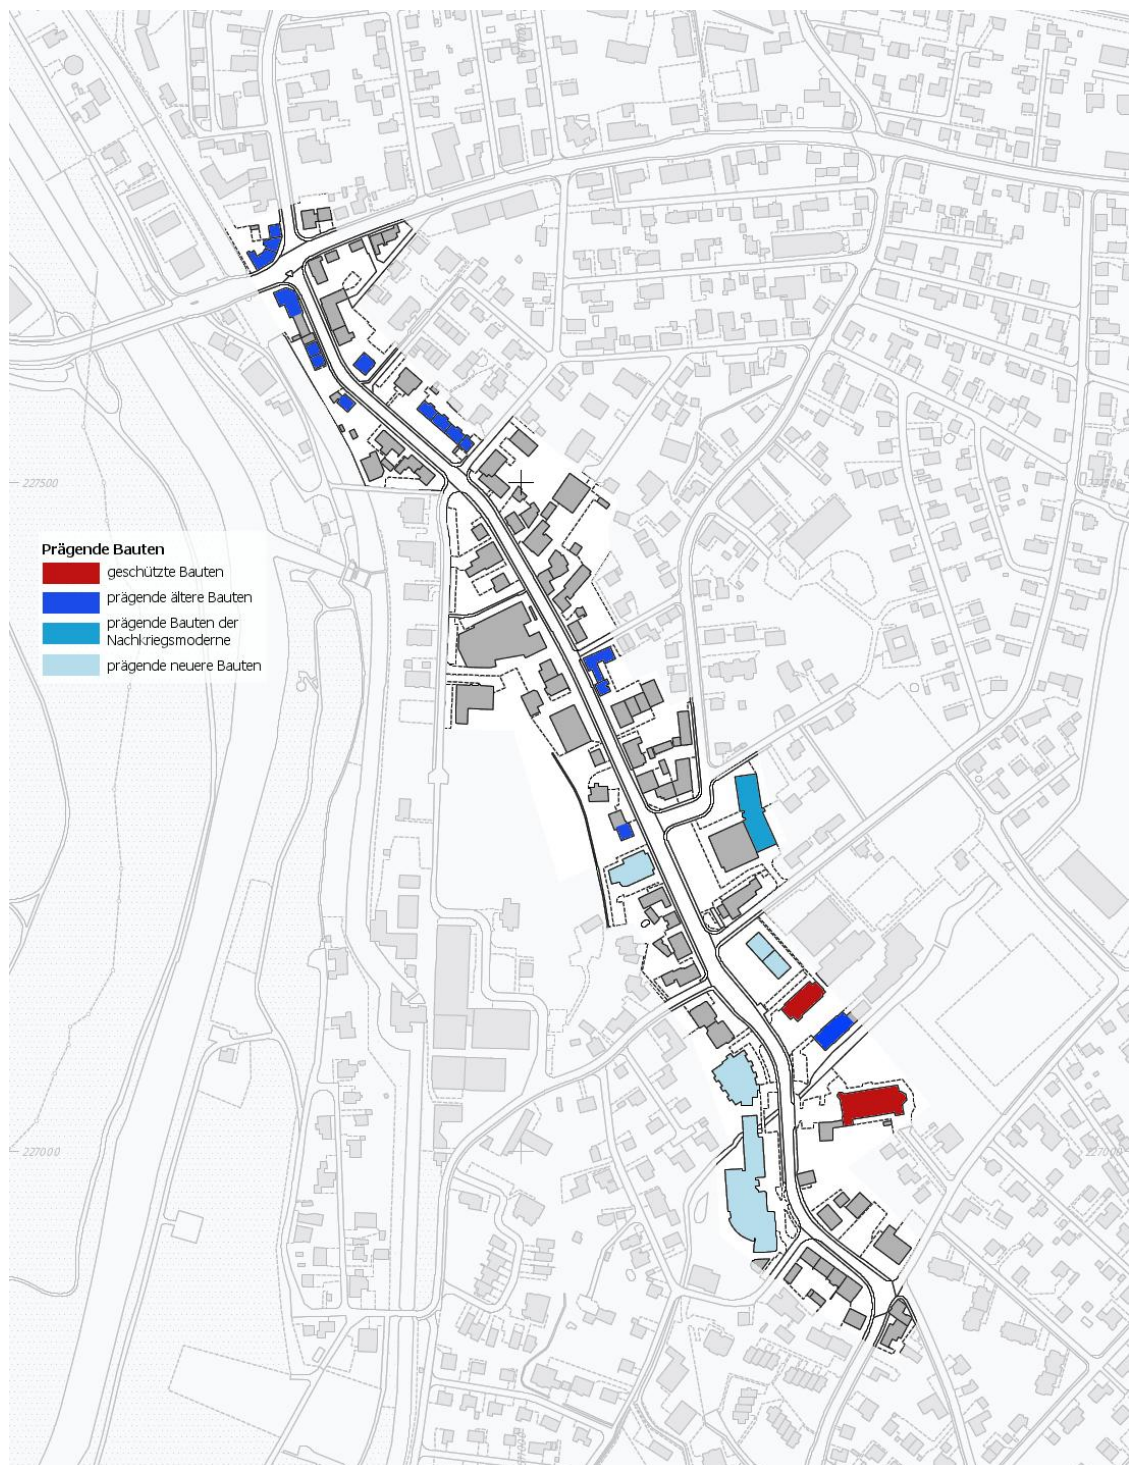 227500
227500
Prägende Bauten
geschützte Bauten
prägende ältere Bauten
prägende Bauten der
Nachkriegsmoderne
prägende neuere Bauten
227000
227000